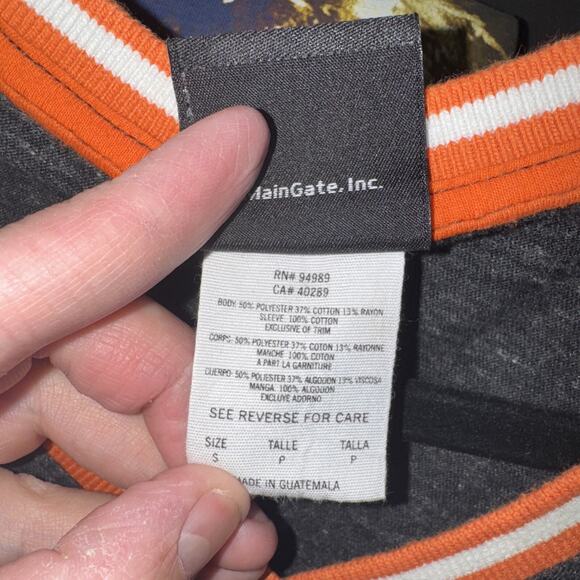 MainGate, Inc.
RN# 94989
CA# 40289
BODY: 50% POLYESTER 37% COTTON 13% RAYON
SLEEVE 100% COTTON
EXCLUSIVE OF TRIM
CORPS: 50% POLYESTER 37% COTON 13% RAYONNE
MANCHE 100% COTON
A PART LA GARNITURE
CUERPO: 50% POLIESTER 37% ALGODON 13% VISCOSA
MANGA. 100% ALGODON
EXCLUYE ADORNO
SEE REVERSE FOR CARE
SIZE TALLE TALLA
S P P
MADE IN GUATEMALA